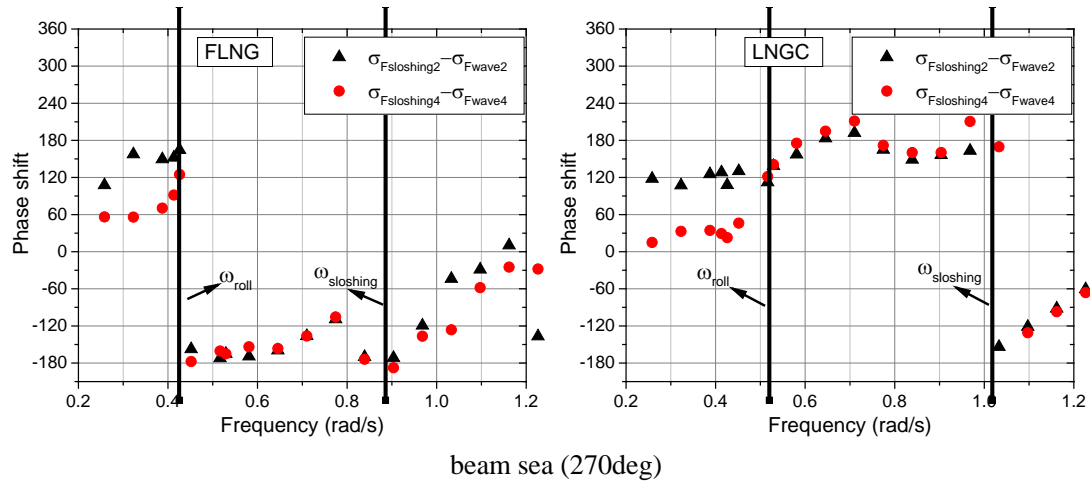 FLNG
σFsloshing2−σFwave2
σFsloshing4−σFwave4
360
300
240
180
120
60
0
-60
-120
-180
Phase shift
ωroll
ωsloshing
0.2 0.4 0.6 0.8 1.0 1.2
Frequency (rad/s)
LNGC
σFsloshing2−σFwave2
σFsloshing4−σFwave4
360
300
240
180
120
60
0
-60
-120
-180
Phase shift
ωroll
ωsloshing
0.2 0.4 0.6 0.8 1.0 1.2
Frequency (rad/s)
beam sea (270deg)